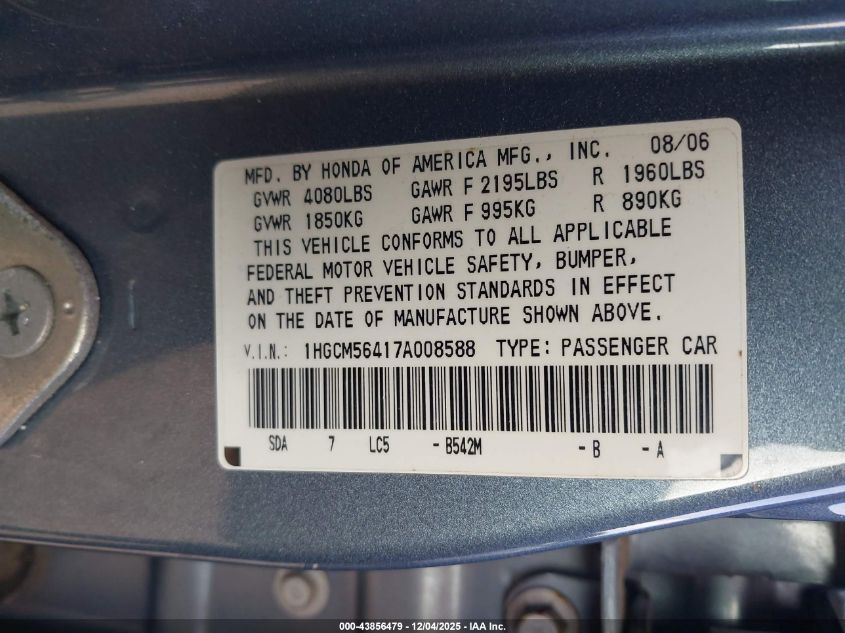 MFD. BY HONDA OF AMERICA MFG., INC. 08/06
GVWR 4080LBS GAWR F 2195LBS R 1960LBS
GVWR 1850KG GAWR F 995KG R 890KG
THIS VEHICLE CONFORMS TO ALL APPLICABLE
FEDERAL MOTOR VEHICLE SAFETY, BUMPER,
AND THEFT PREVENTION STANDARDS IN EFFECT
ON THE DATE OF MANUFACTURE SHOWN ABOVE.
V.I.N.: 1HGCM56417A008588 TYPE: PASSENGER CAR
SDA 7 LC5 - B542M - B - A
000-43856479 - 12/04/2025 - IAA Inc.